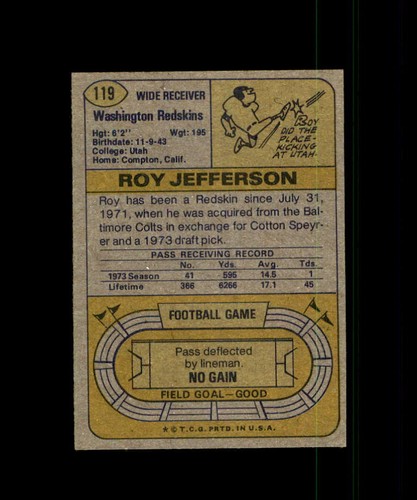 119
WIDE RECEIVER
Washington Redskins
Hgt: 6'2" Wgt: 195
Birthdate: 11-9-43
College: Utah
Home: Compton, Calif.
ROY
DID THE
PLACE-
KICKING
AT UTAH.
ROY JEFFERSON
Roy has been a Redskin since July 31,
1971, when he was acquired from the Bal-
timore Colts in exchange for Cotton Speyr-
er and a 1973 draft pick.
PASS RECEIVING RECORD
No. Yds. Avg. Tds.
1973 Season 41 595 14.5 1
Lifetime 366 6266 17.1 45
FOOTBALL GAME
Pass deflected
by lineman.
NO GAIN
FIELD GOAL—GOOD
* © T.C.G. PRTD. IN U.S.A.